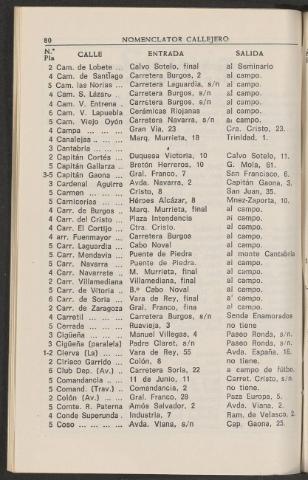 80 NOMENCLATOR CALLEJERO
N.º Pla CALLE ENTRADA SALIDA
2 Cam. de Lobete ... Calvo Sotelo, final al Seminario
4 Cam. de Santiago Carretera Burgos, 2 al campo.
5 Cam. las Norias ... Carretera Laguardia, s/n al campo.
4 Cam. S. Lázaro . Carretera Burgos, s/n al campo.
4 Cam. V. Entrena . Carretera Burgos, s/n al campo.
6 Cam. V. Lapuebla Cerámicas Riojanas al campo.
5 Cam. Viejo Oyón Carretera Navarra, s/n al campo.
4 Campa ... ... ... Gran Vía, 23 Cra. Cristo, 23.
4 Canalejas ... ... ... Marq. Murrieta, 18 Trinidad, 1.
3 Cantabria ... ... ...
2 Capitán Cortés ... Duquesa Victoria, 10 Calvo Sotelo, 11.
5 Capitán Gallarza .. Bretón Herreros, 10 G. Mola, 61.
3-5 Capitán Gaona ... Gral. Franco, 7 San Francisco, 6.
3 Cardenal Aguirre Avda. Navarra, 2 Capitán Gaona, 3.
5 Carmen ... ... ... Cristo, 8 San Juan, 35.
5 Carnicerías ... ... Héroes Alcázar, 8 Mnez-Zaporta, 10.
4 Carr. de Burgos .. Marq. Murrieta, final al campo.
4 Carr. del Cristo ... Plaza Intendencia al campo.
4 Carr. El Cortijo ... Ctra. Cristo. al campo.
4 arr. Fuenmayor ... Carretera Burgos al campo.
5 Carr. Laguardia ... Cabo Noval al campo.
5 Carr. Mendavia ... Puente de Piedra al monte Cantabria
5 Carr. Navarra ... Puente de Piedra. al campo.
4 Carr. Navarrete .. M. Murrieta, final al campo.
2 Carr. Villamediana Villamediana, final al campo.
5 Carr. de Vitoria .. B.º Cabo Noval al campo.
6 Carr. de Soria ... Vara de Rey, final al campo.
2 Carr. de Zaragoza Gral. Franco, final al campo.
4 Carretil ... ... ... Carretera Burgos, s/n Senda Enamorados
5 Cerrada ... ... ... Ruavieja, 3 no tiene
3 Cigüeña ... ... ... Manuel Villegas, 4 Paseo Ronda, s/n.
3 Cigüeña (paralela) Padre Claret, s/n Paseo Ronda, s/n.
1-2 Cierva (La) ... ... Vara de Rey, 55 Avda. España, 16.
2 Ciriaco Garrido ... Colón, 8 no tiene.
6 Club Dep. (Av.) .. Carretera Soria, 22 a campo de fútbo.
5 Comandancia .. ... 11 de Junio, 11 Carret. Cristo, s/n
5 Comand. (Trav.) .. Comandancia, 2 no tiene.
2 Colón (Av.) ... ... Gral. Franco, 28 Paza Europa, 5.
5 Comte. R. Paterna Amós Salvador, 2 Avda. Viana, 2.
4 Conde Superunda . Industria, 7 Ram. de Velasco, 2.
5 Coso ... ... ... ... Avda. Viana, s/n Cap. Gaona, 25.